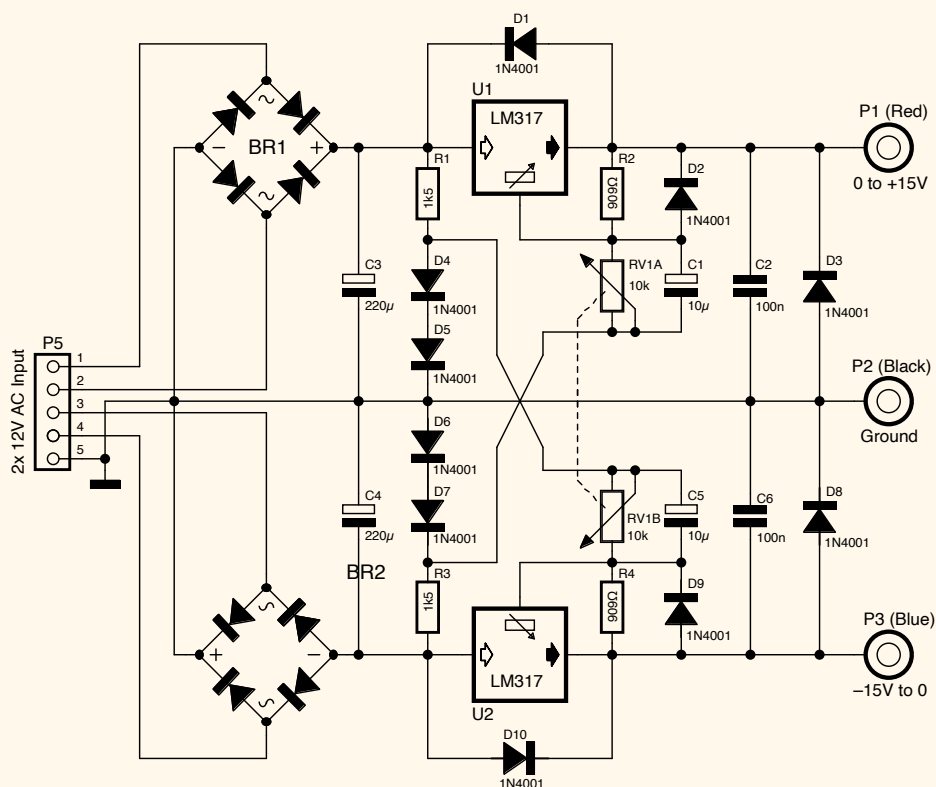 D1
1N4001
U1
LM317
P1 (Red)
0 to +15V
BR1
~
~
–
+
R1
1k5
R2
909Ω
D2
1N4001
C3
220µ
D4
1N4001
D5
1N4001
RV1A
10k
C1
10µ
C2
100n
D3
1N4001
P5
2x 12V AC Input
1
2
3
4
5
P2 (Black)
Ground
D6
1N4001
D7
1N4001
C4
220µ
BR2
RV1B
10k
C5
10µ
C6
100n
D8
1N4001
R3
1k5
R4
909Ω
D9
1N4001
~
~
+
–
LM317
U2
P3 (Blue)
–15V to 0
D10
1N4001